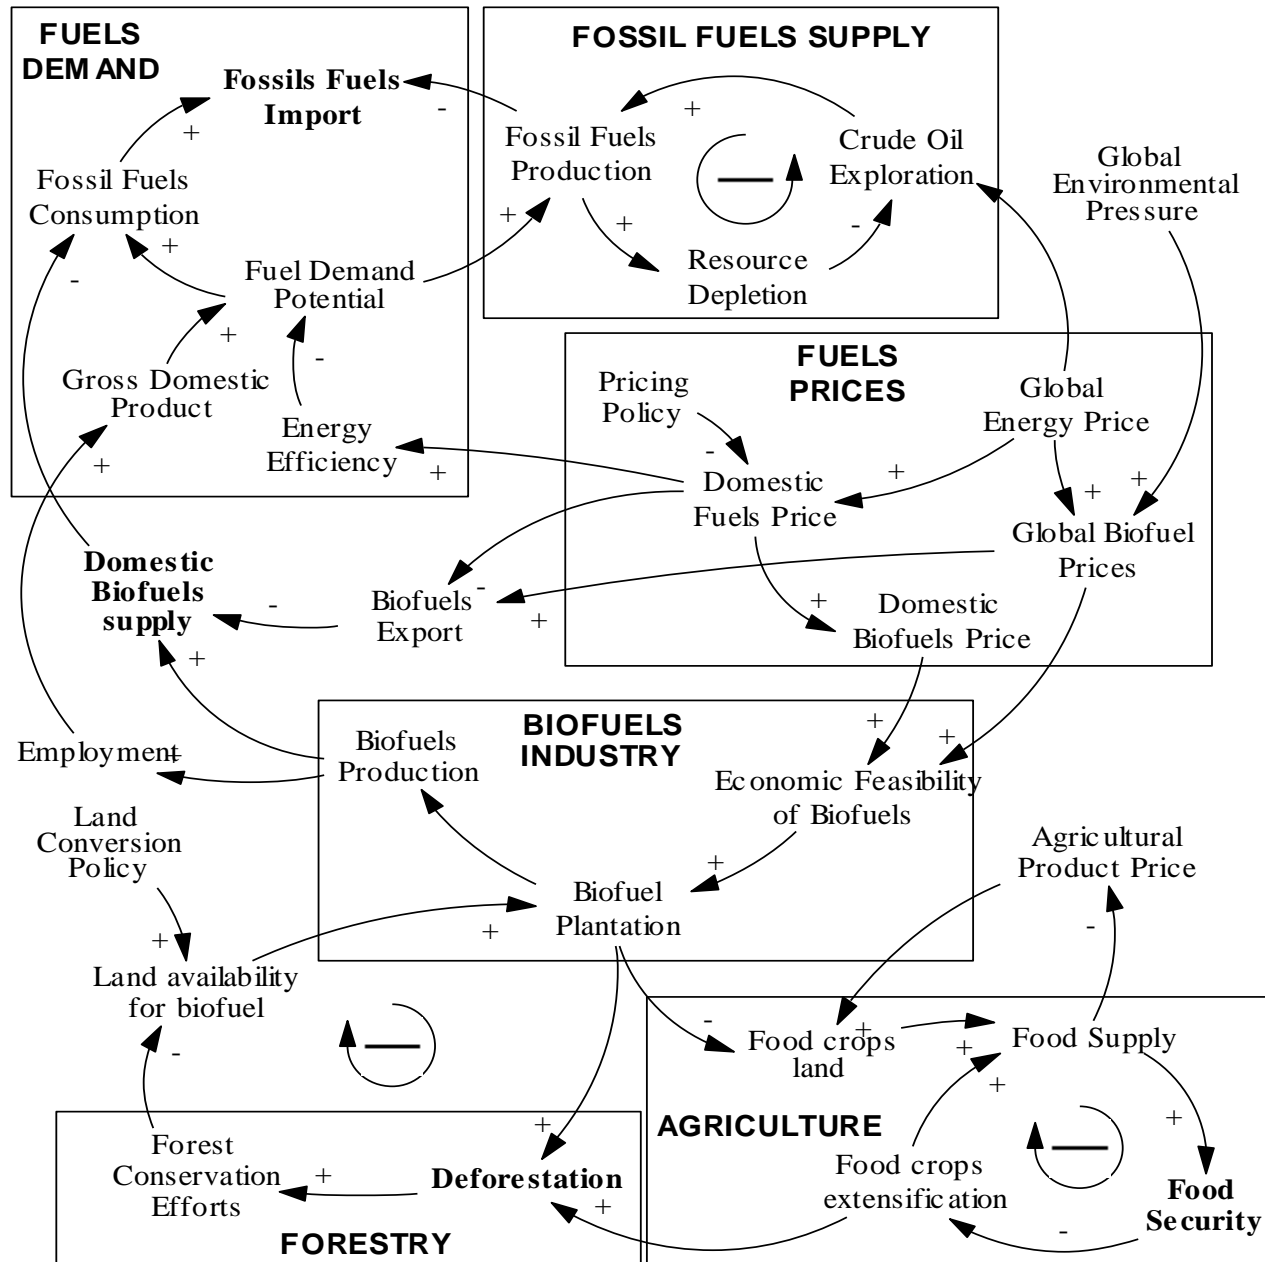 FUELS
DEMAND
Fossils Fuels
Import
-
+
Fossil Fuels
Consumption
+
-
Fuel Demand
Potential
+
-
Gross Domestic
Product
+
Energy
Efficiency
+
FOSSIL FUELS SUPPLY
+
Fossil Fuels
Production
Crude Oil
Exploration
+
+
-
Resource
Depletion
Global
Environmental
Pressure
FUELS
PRICES
Pricing
Policy
-
Global
Energy Price
+
+
+
Domestic
Fuels Price
Global Biofuel
Prices
+
Domestic
Biofuels Price
Domestic
Biofuels
supply
-
Biofuels
Export
-
+
+
BIOFUELS
INDUSTRY
+
+
Employment
+
Biofuels
Production
Economic Feasibility
of Biofuels
+
Land
Conversion
Policy
+
Biofuel
Plantation
+
Agricultural
Product Price
-
Land availability
for biofuel
-
-
Food crops
land
+
+
Food Supply
+
+
AGRICULTURE
Food crops
extensification
Food
Security
-
+
Forest
Conservation
Efforts
+
Deforestation
+
FORESTRY